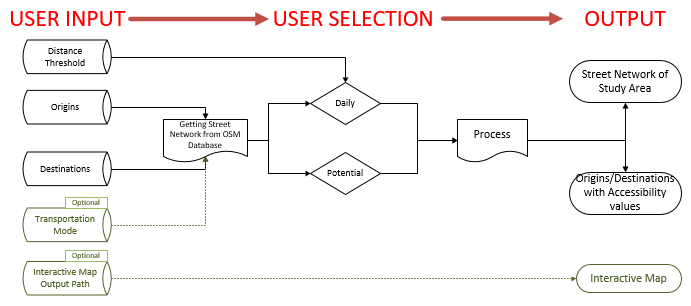 USER INPUT
USER SELECTION
OUTPUT
Distance
Threshold
Origins
Destinations
Optional
Transportation
Mode
Optional
Interactive Map
Output Path
Getting Street
Network from OSM
Database
Daily
Potential
Process
Street Network of
Study Area
Origins/Destinations
with Accessibility
values
Interactive Map